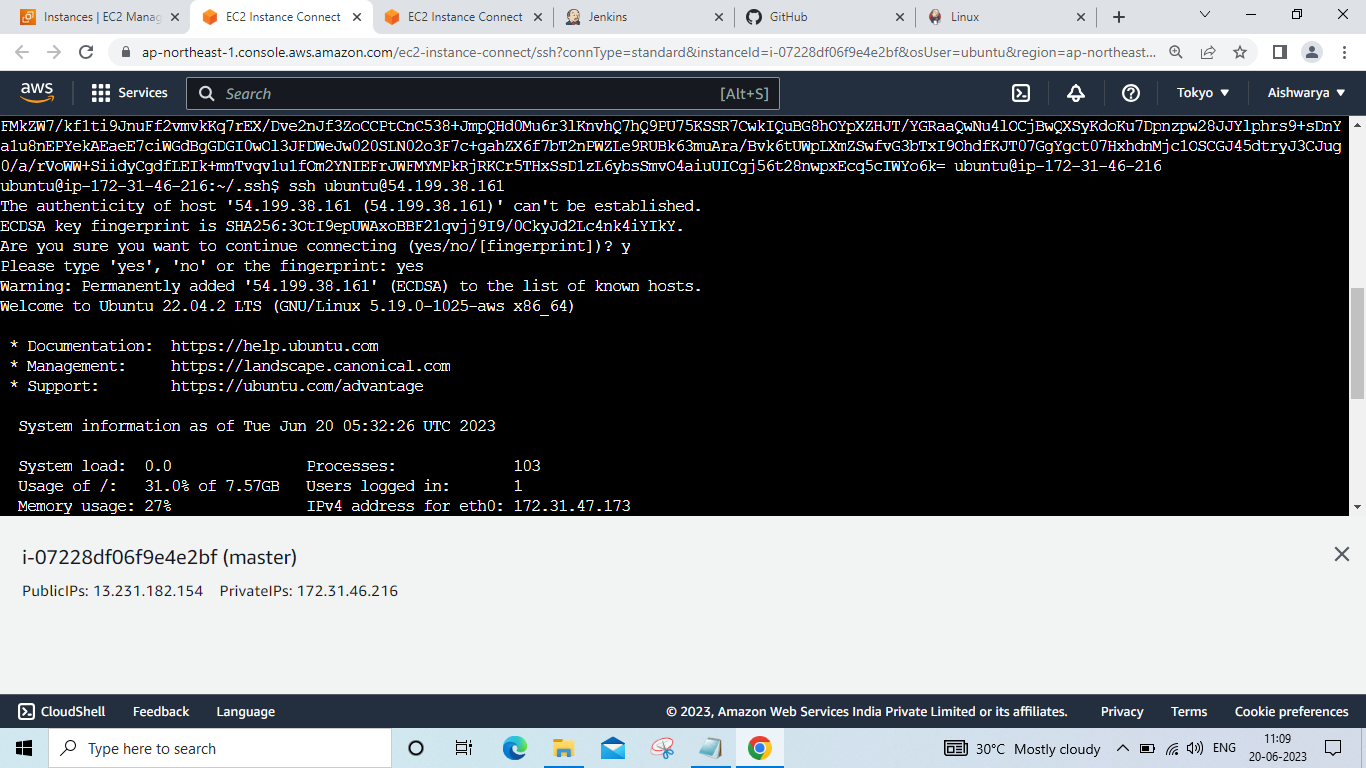 Instances | EC2 Manag
EC2 Instance Connect
EC2 Instance Connect
Jenkins
GitHub
Linux
ap-northeast-1.console.aws.amazon.com/ec2-instance-connect/ssh?connType=standard&instanceId=i-07228df06f9e4e2bf&osUser=ubuntu&region=ap-northeast...
aws
Services
Search
[Alt+S]
Tokyo
Aishwarya
FMkZW7/kf1ti9JnuFf2vmvkKq7rEX/Dve2nJf3ZoCCPtCnC538+JmpQHd0Mu6r3lKnvhQ7hQ9PU75KSSR7CwkIQuBG8hOYpXZHJT/YGRaaQwNu4lOCjBwQXSyKdoKu7Dpnzpw28JJYlphrs9+sDnY
a1u8nEPYekAEaeE7ciWGdBgGDGI0wOl3JFDWeJw020SLN02o3F7c+gahZX6f7bT2nPWZLe9RUBk63muAra/Bvk6tUWpLXmZSwfvG3bTxI9OhdfKJT07GgYgct07HxhdnMjc1OSCGJ45dtryJ3CJug
0/a/rVoWW+SiidyCgdfLEIk+mnTvqv1u1fOm2YNIEFrJWFMYMPkRjRKCr5THxSsD1zL6ybsSmvC4aiuUICgj56t28nwpxEcq5cIWYo6k= ubuntu@ip-172-31-46-216
ubuntu@ip-172-31-46-216:~/.ssh$ ssh ubuntu@54.199.38.161
The authenticity of host '54.199.38.161 (54.199.38.161)' can't be established.
ECDSA key fingerprint is SHA256:3OtI9epUWAxoBBF21qvjj9I9/0CkyJd2Lc4nk4iYIkY.
Are you sure you want to continue connecting (yes/no/[fingerprint])? y
Please type 'yes', 'no' or the fingerprint: yes
Warning: Permanently added '54.199.38.161' (ECDSA) to the list of known hosts.
Welcome to Ubuntu 22.04.2 LTS (GNU/Linux 5.19.0-1025-aws x86_64)
* Documentation: https://help.ubuntu.com
* Management: https://landscape.canonical.com
* Support: https://ubuntu.com/advantage
System information as of Tue Jun 20 05:32:26 UTC 2023
System load: 0.0 Processes: 103
Usage of /: 31.0% of 7.57GB Users logged in: 1
Memory usage: 27% IPv4 address for eth0: 172.31.47.173
i-07228df06f9e4e2bf (master)
PublicIPs: 13.231.182.154 PrivateIPs: 172.31.46.216
CloudShell
Feedback
Language
© 2023, Amazon Web Services India Private Limited or its affiliates.
Privacy
Terms
Cookie preferences
Type here to search
30°C Mostly cloudy
ENG
11:09
20-06-2023